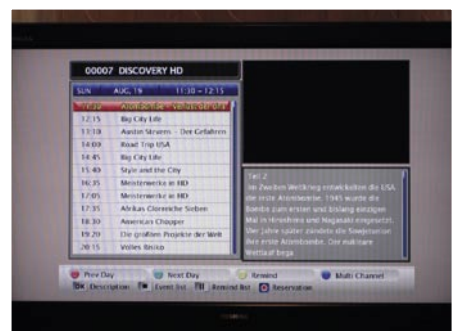 00007 DISCOVERY HD
SUN AUG, 19 11:30 – 12:15
11:30 Atombombe -
12:15 Big City Life
13:10 Austin Stevens - Der Gefahren
14:00 Road Trip USA
14:45 Big City Life
15:40 Style and the City
16:35 Meisterwerke in HD
17:05 Meisterwerke in HD
17:35 Afrikas Glorreiche Sieben
18:30 American Chopper
19:20 Die größten Projekte der Welt
20:15 Volles Risiko
Teil 2
Im Zweiten Weltkrieg entwickelten die USA
die erste Atombombe. 1945 wurde die
Bombe zum ersten und bislang einzigen
Mal in Hiroshima und Nagasaki eingesetzt.
Vier Jahre später zündete die Sowjetunion
ihre erste Atombombe. Die nukleare
Wettlauf bega
Prev Day Next Day Remind Multi Channel
Description Event list Remind list Reservation